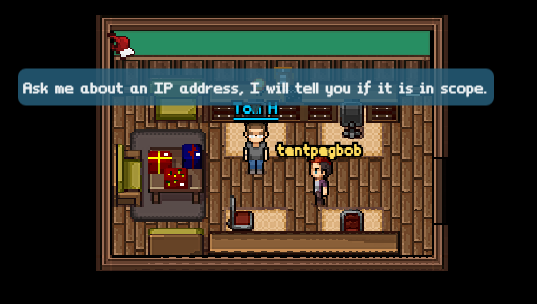 Ask me about an IP address, I will tell you if it is in scope.
Tom H
tentpegbob